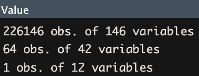 Value
226146 obs. of 146 variables
64 obs. of 42 variables
1 obs. of 12 variables